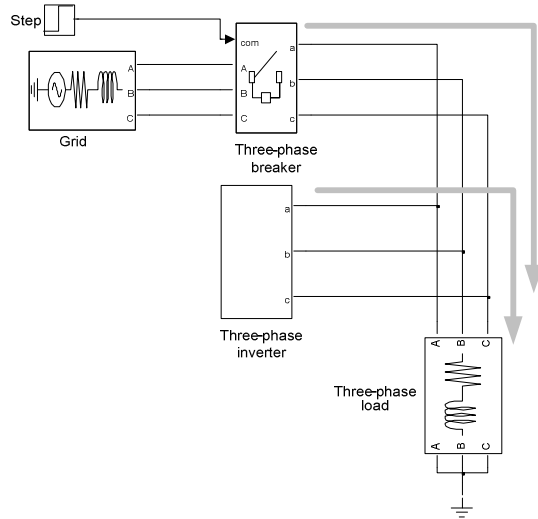 Step
com
A
B
C
A
B
C
a
b
c
Grid
Three-phase
breaker
a
b
c
Three-phase
inverter
A
B
C
Three-phase
load
A
B
C